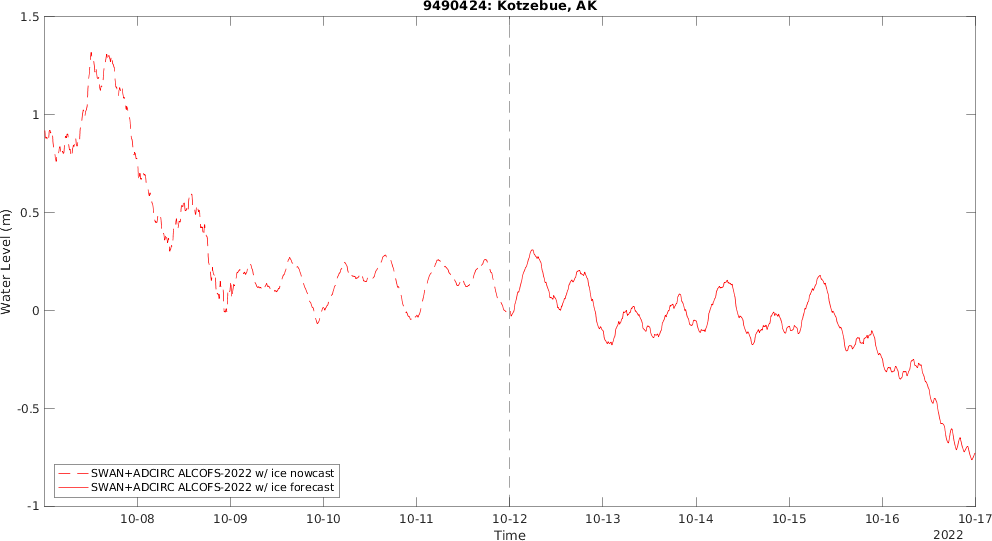 9490424: Kotzebue, AK
1.5
1
0.5
0
-0.5
-1
Water Level (m)
SWAN+ADCIRC ALCOFS-2022 w/ ice nowcast
SWAN+ADCIRC ALCOFS-2022 w/ ice forecast
10-08 10-09 10-10 10-11 10-12 10-13 10-14 10-15 10-16 10-17
Time
2022